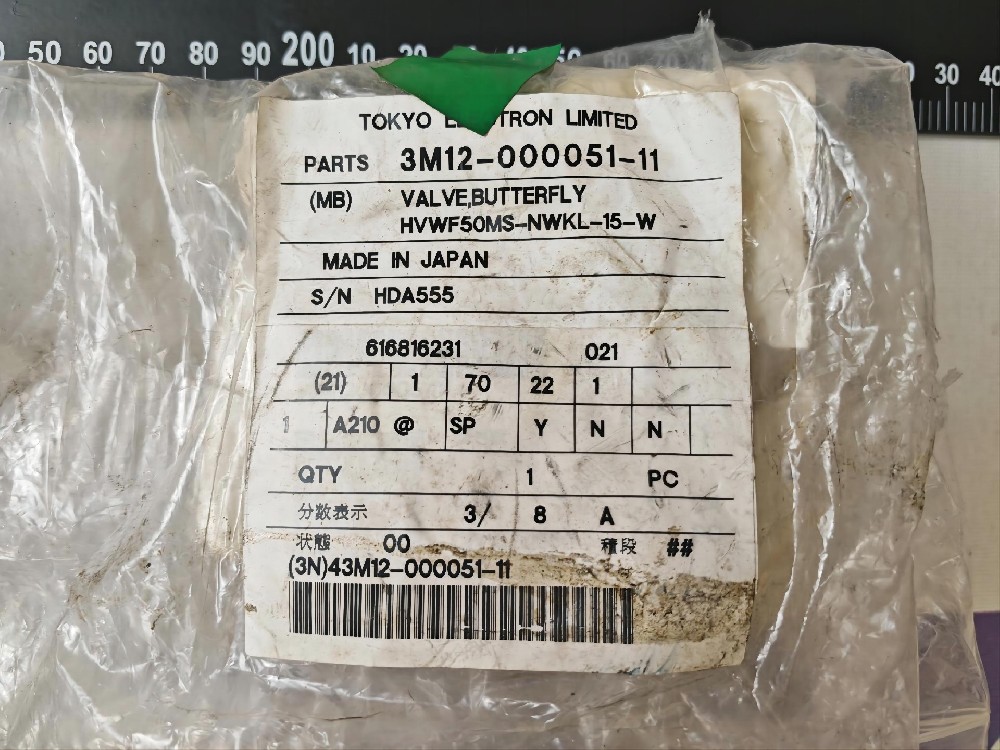 50 60 70 80 90 200 10 20 30 40
TOKYO LIMITED
PARTS 3M12-000051-11
(MB) VALVE,BUTTERFLY
HVWF50MS-NWKL-15-W
MADE IN JAPAN
S/N HDA555
616816231 021
(21) 1 70 22 1
1 A210 @ SP Y N N
QTY 1 PC
分数表示 3/ 8 A
状態 00 積段 ##
(3N)43M12-000051-11